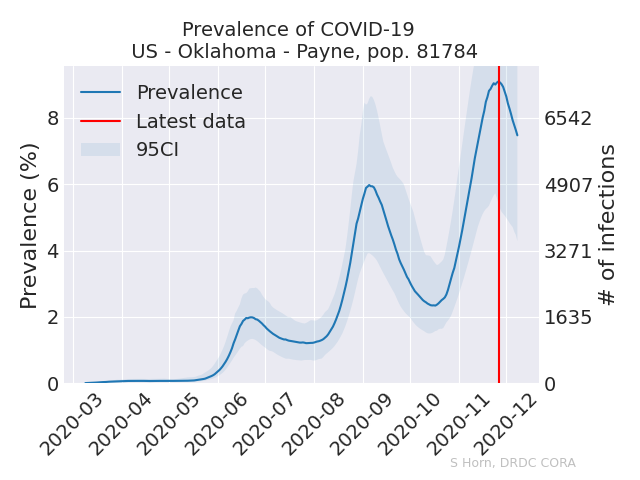 Prevalence of COVID-19
US - Oklahoma - Payne, pop. 81784
Prevalence
Latest data
95CI
Prevalence (%)
8
6
4
2
0
6542
4907
3271
1635
0
# of infections
2020-03
2020-04
2020-05
2020-06
2020-07
2020-08
2020-09
2020-10
2020-11
2020-12
S Horn, DRDC CORA